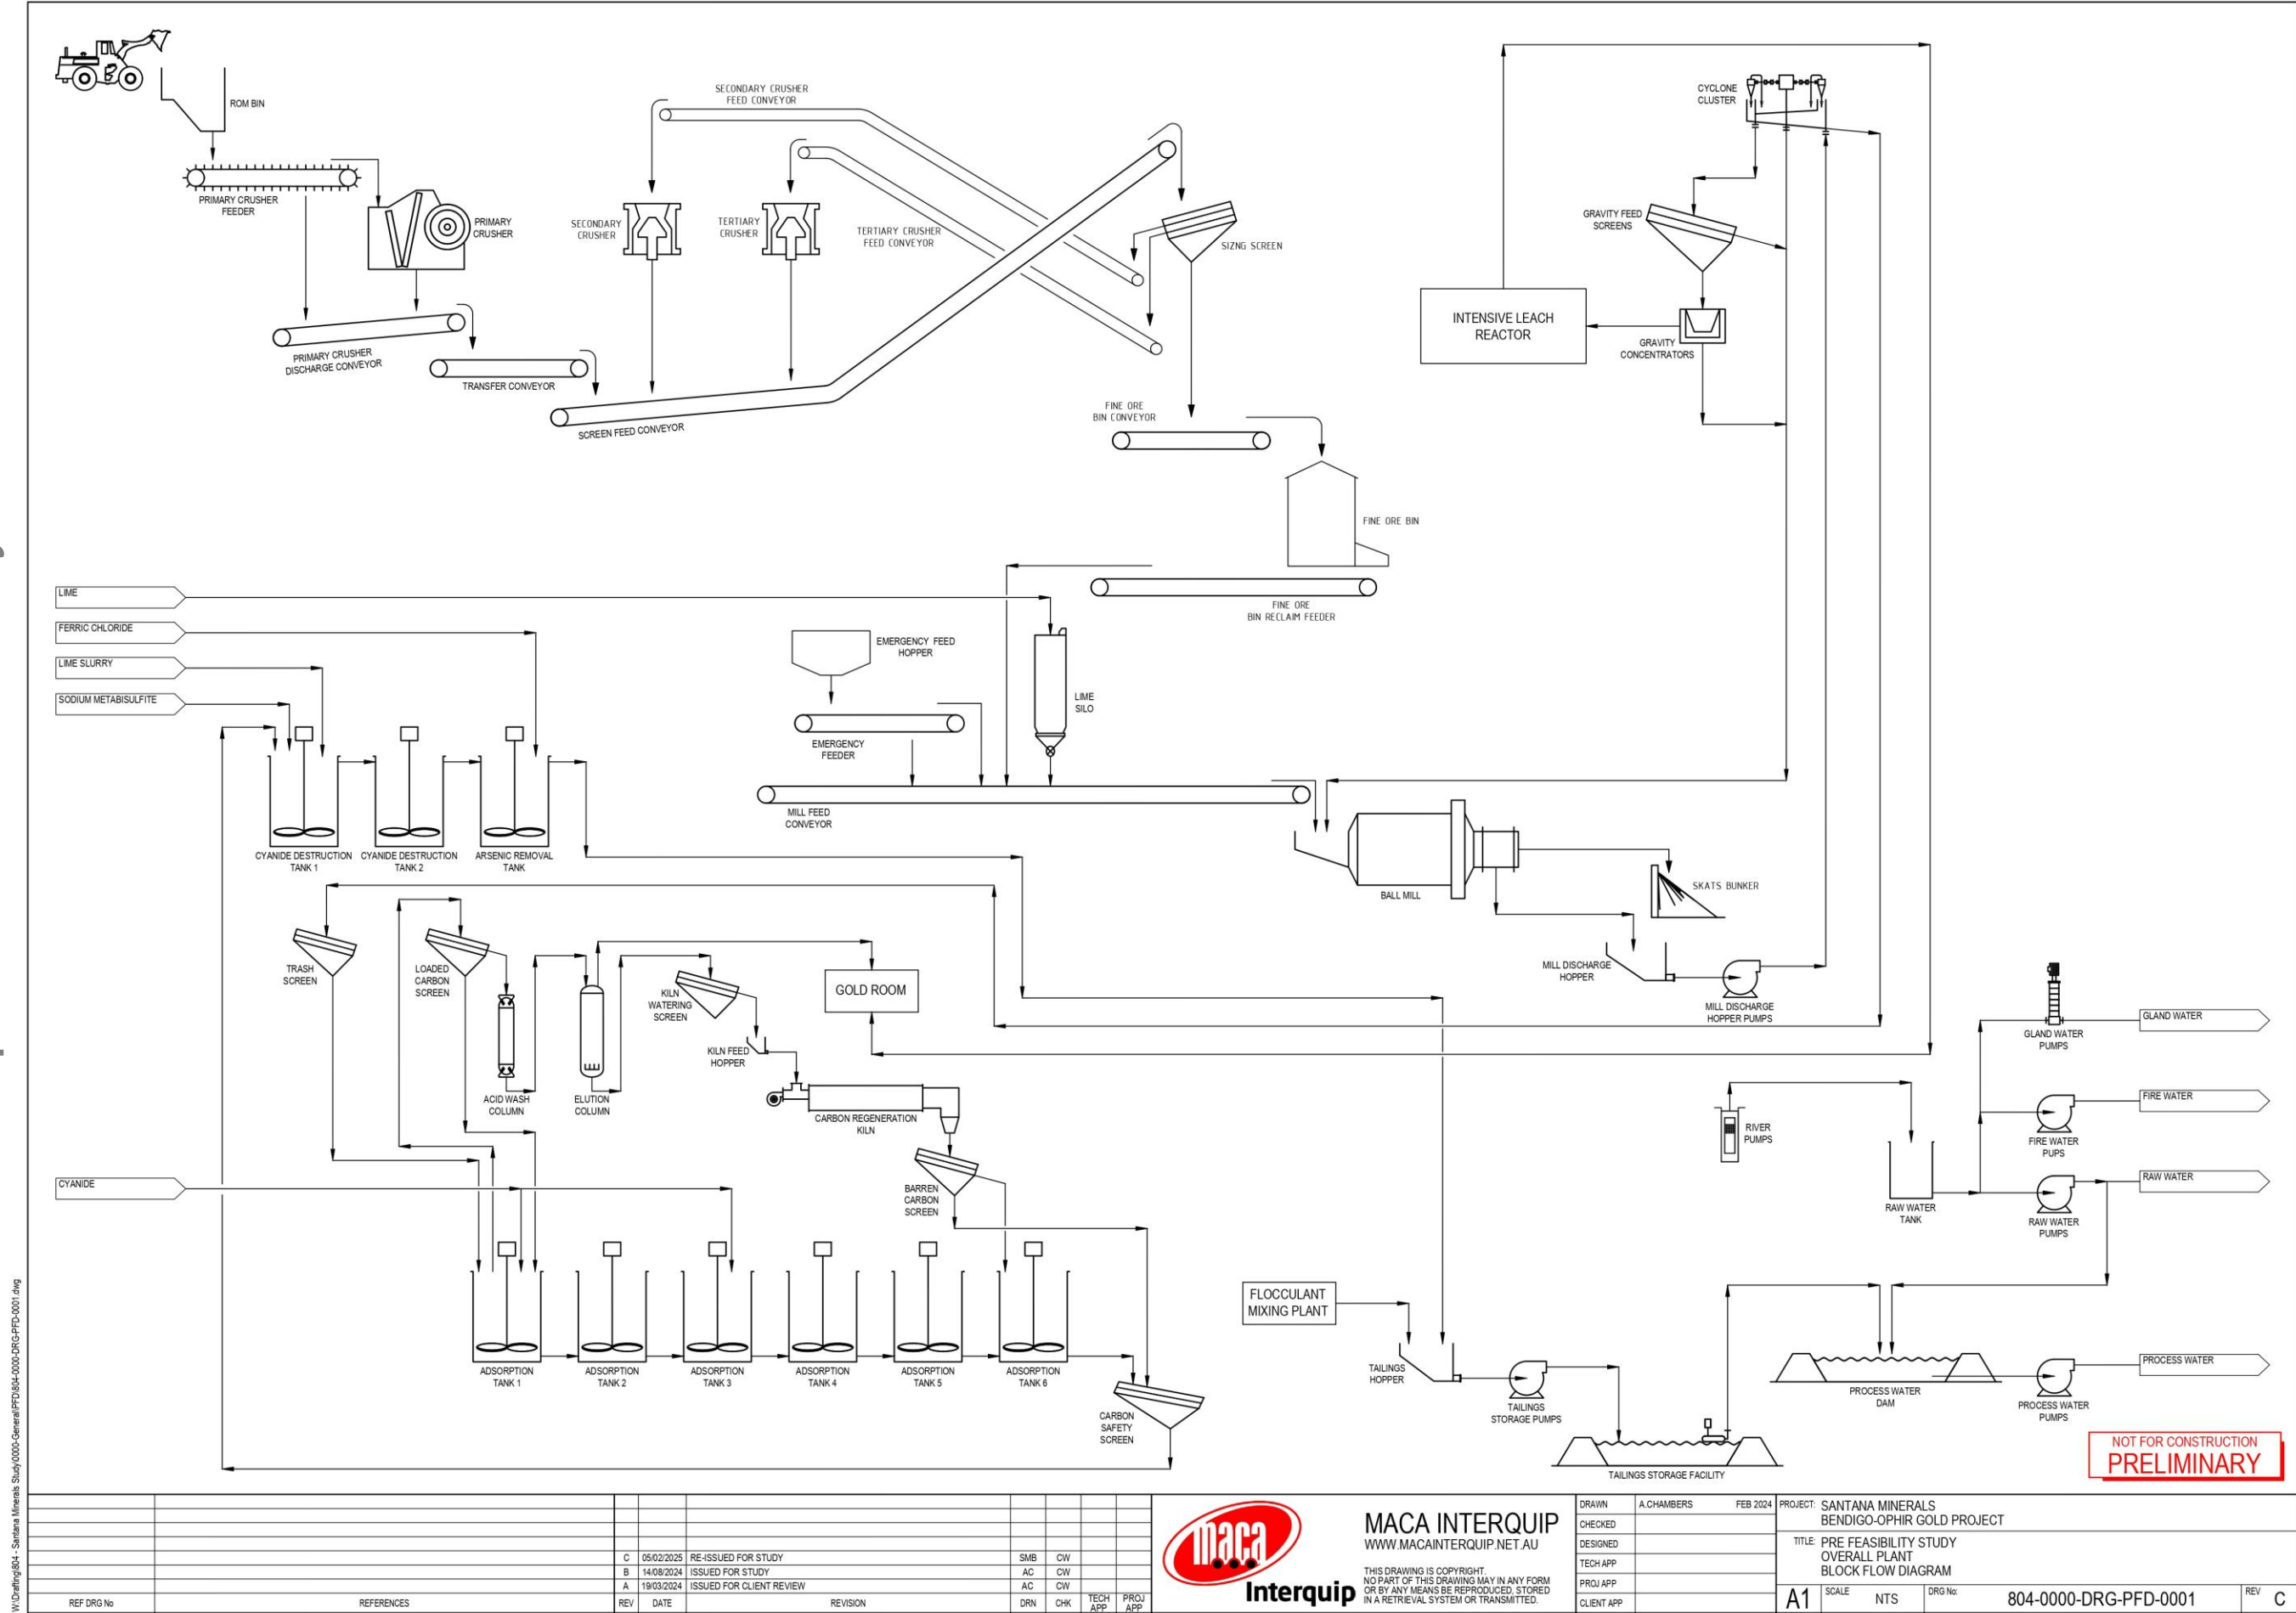 ROM BIN
PRIMARY CRUSHER
FEEDER
PRIMARY
CRUSHER
PRIMARY CRUSHER
DISCHARGE CONVEYOR
TRANSFER CONVEYOR
SCREEN FEED CONVEYOR
SECONDARY CRUSHER
FEED CONVEYOR
SECONDARY
CRUSHER
TERTIARY
CRUSHER
TERTIARY CRUSHER
FEED CONVEYOR
SIZNG SCREEN
FINE ORE
BIN CONVEYOR
FINE ORE BIN
FINE ORE
BIN RECLAIM FEEDER
CYCLONE
CLUSTER
GRAVITY FEED
SCREENS
INTENSIVE LEACH
REACTOR
GRAVITY
CONCENTRATORS
LIME
FERRIC CHLORIDE
LIME SLURRY
SODIUM METABISULFITE
EMERGENCY FEED
HOPPER
EMERGENCY
FEEDER
LIME
SILO
MILL FEED
CONVEYOR
BALL MILL
SKATS BUNKER
MILL DISCHARGE
HOPPER
MILL DISCHARGE
HOPPER PUMPS
CYANIDE DESTRUCTION
TANK 1
CYANIDE DESTRUCTION
TANK 2
ARSENIC REMOVAL
TANK
TRASH
SCREEN
LOADED
CARBON
SCREEN
ACID WASH
COLUMN
ELUTION
COLUMN
KILN
WATERING
SCREEN
KILN FEED
HOPPER
GOLD ROOM
CARBON REGENERATION
KILN
BARREN
CARBON
SCREEN
CYANIDE
ADSORPTION
TANK 1
ADSORPTION
TANK 2
ADSORPTION
TANK 3
ADSORPTION
TANK 4
ADSORPTION
TANK 5
ADSORPTION
TANK 6
CARBON
SAFETY
SCREEN
FLOCCULANT
MIXING PLANT
TAILINGS
HOPPER
TAILINGS
STORAGE PUMPS
TAILINGS STORAGE FACILITY
RIVER
PUMPS
RAW WATER
TANK
GLAND WATER
PUMPS
GLAND WATER
FIRE WATER
PUPS
FIRE WATER
RAW WATER
PUMPS
RAW WATER
PROCESS WATER
DAM
PROCESS WATER
PUMPS
PROCESS WATER
NOT FOR CONSTRUCTION
PRELIMINARY
W:\Drafting\804 - Santana Minerals Study\0000-General\PFD\804-0000-DRG-PFD-0001.dwg
REF DRG No
REFERENCES
C 05/02/2025 RE-ISSUED FOR STUDY SMB CW
B 14/08/2024 ISSUED FOR STUDY AC CW
A 19/03/2024 ISSUED FOR CLIENT REVIEW AC CW
REV DATE REVISION DRN CHK TECH APP PROJ APP
maca
Interquip
MACA INTERQUIP
WWW.MACAINTERQUIP.NET.AU
THIS DRAWING IS COPYRIGHT.
NO PART OF THIS DRAWING MAY IN ANY FORM
OR BY ANY MEANS BE REPRODUCED, STORED
IN A RETRIEVAL SYSTEM OR TRANSMITTED.
DRAWN A.CHAMBERS FEB 2024
CHECKED
DESIGNED
TECH APP
PROJ APP
CLIENT APP
PROJECT: SANTANA MINERALS
BENDIGO-OPHIR GOLD PROJECT
TITLE: PRE FEASIBILITY STUDY
OVERALL PLANT
BLOCK FLOW DIAGRAM
A1 SCALE NTS DRG No: 804-0000-DRG-PFD-0001 REV C